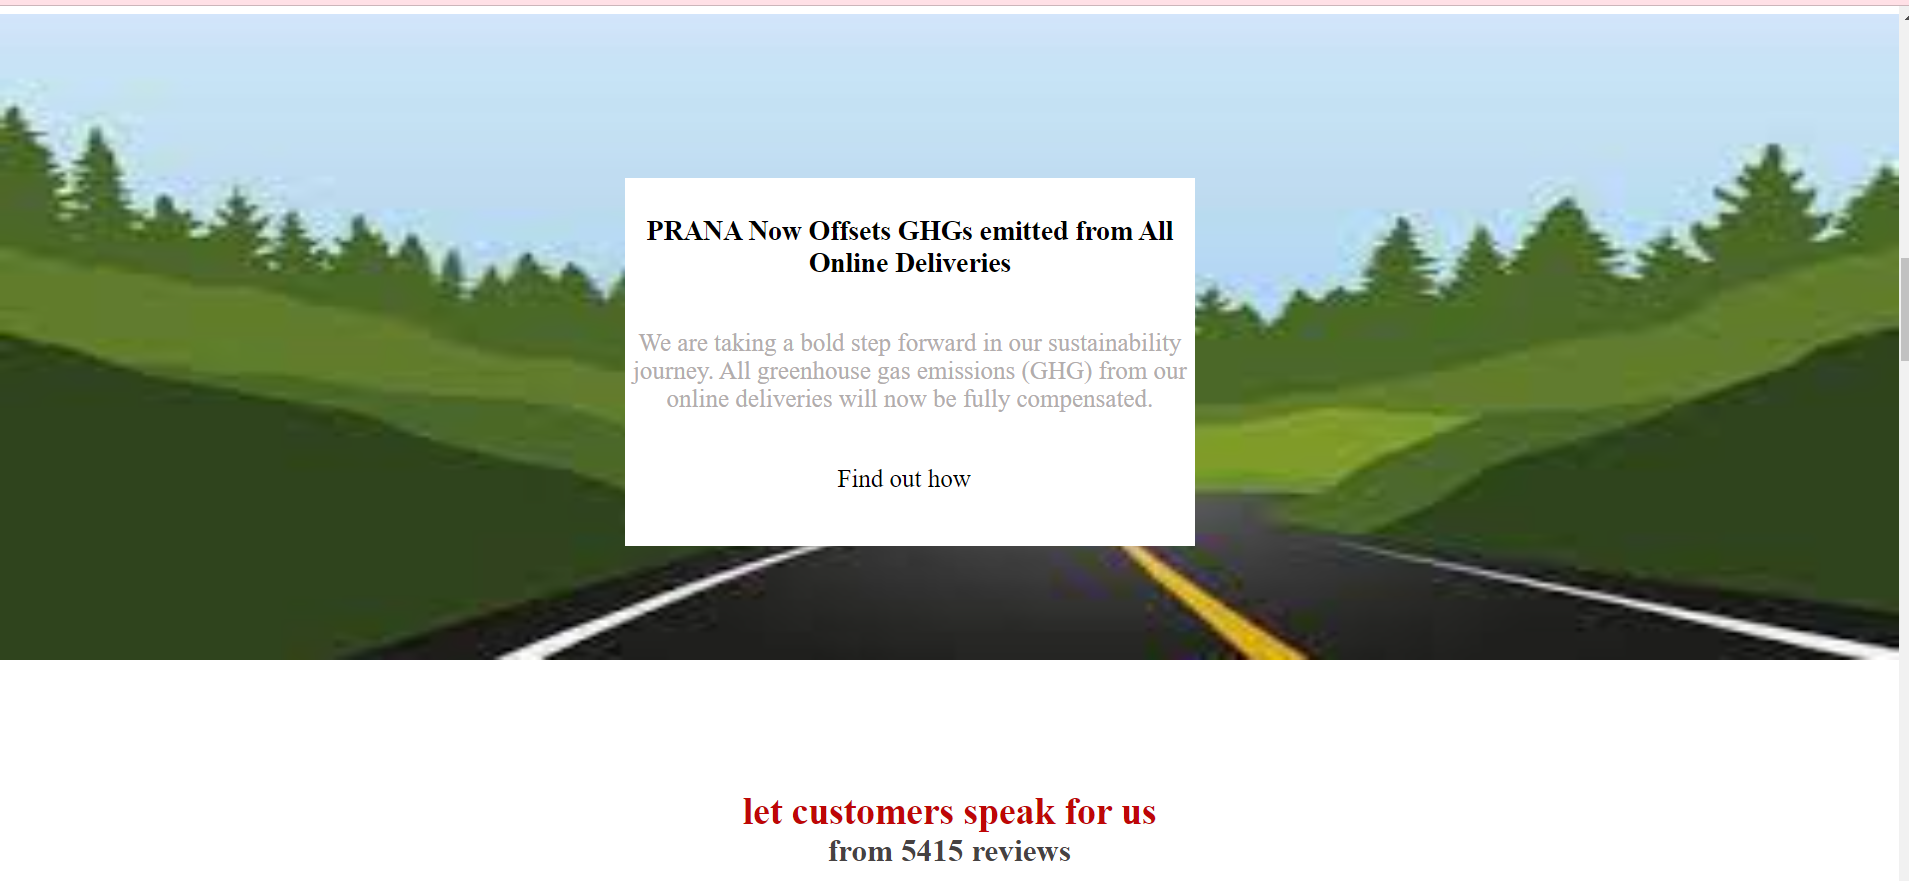 PRANA Now Offsets GHGs emitted from All
Online Deliveries
We are taking a bold step forward in our sustainability
journey. All greenhouse gas emissions (GHG) from our
online deliveries will now be fully compensated.
Find out how
let customers speak for us
from 5415 reviews